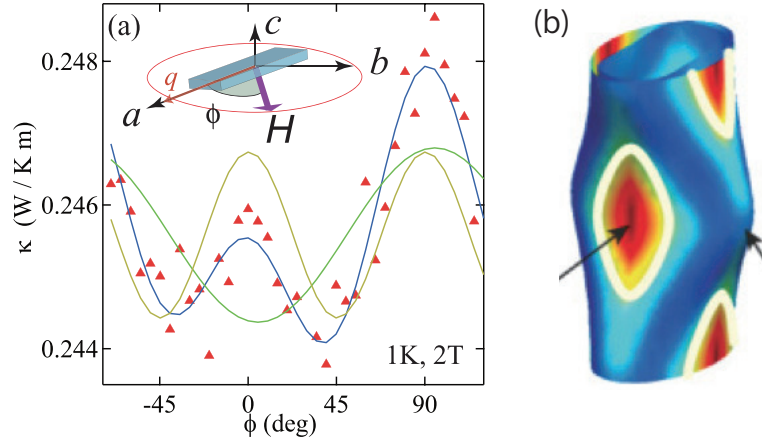 (a)
c
q
a
b
ϕ
H
κ (W / K m)
0.248
0.246
0.244
1K, 2T
-45
0
45
90
ϕ (deg)
(b)